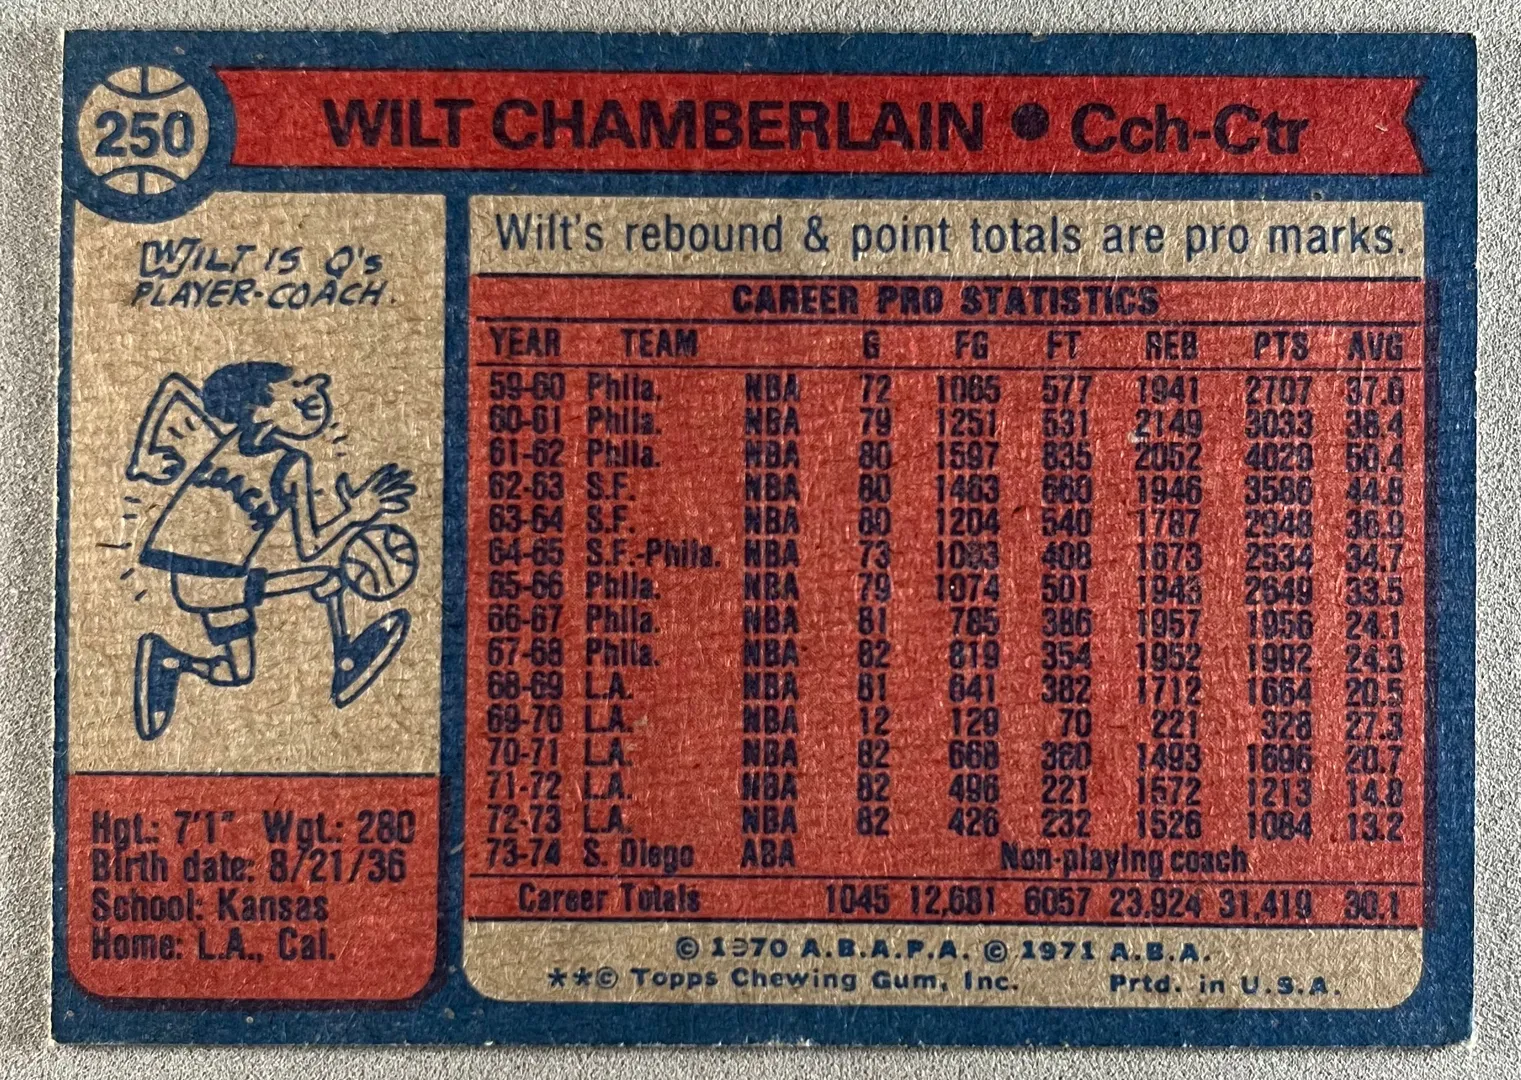 250
WILT CHAMBERLAIN • Cch-Ctr
WILT IS Q's
PLAYER-COACH.
COACH
Hgt.: 7'1" Wgt.: 280
Birth date: 8/21/36
School: Kansas
Home: L.A., Cal.
Wilt's rebound & point totals are pro marks.
CAREER PRO STATISTICS
YEAR TEAM G FG FT REB PTS AVG
59-60 Phila. NBA 72 1065 577 1941 2707 37.6
60-61 Phila. NBA 79 1251 531 2149 3033 38.4
61-62 Phila. NBA 80 1597 835 2052 4029 50.4
62-63 S.F. NBA 80 1463 660 1946 3586 44.8
63-64 S.F. NBA 80 1204 540 1787 2948 36.9
64-65 S.F.-Phila. NBA 73 1063 408 1673 2534 34.7
65-66 Phila. NBA 79 1074 501 1943 2649 33.5
66-67 Phila. NBA 81 785 386 1957 1956 24.1
67-68 Phila. NBA 82 819 354 1952 1992 24.3
68-69 L.A. NBA 81 641 382 1712 1664 20.5
69-70 L.A. NBA 12 129 70 221 328 27.3
70-71 L.A. NBA 82 668 360 1493 1696 20.7
71-72 L.A. NBA 82 496 221 1572 1213 14.8
72-73 L.A. NBA 82 426 232 1526 1084 13.2
73-74 S. Diego ABA Non-playing coach
Career Totals 1045 12,681 6057 23,924 31,419 30.1
© 1970 A.B.A.P.A. © 1971 A.B.A.
**© Topps Chewing Gum, Inc. Prtd. in U.S.A.